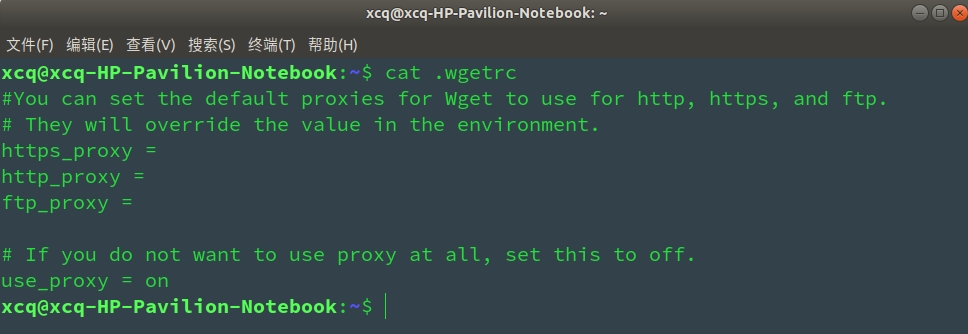 xcq@xcq-HP-Pavilion-Notebook: ~
文件(F) 编辑(E) 查看(V) 搜索(S) 终端(T) 帮助(H)
xcq@xcq-HP-Pavilion-Notebook:~$ cat .wgetrc
#You can set the default proxies for Wget to use for http, https, and ftp.
# They will override the value in the environment.
https_proxy =
http_proxy =
ftp_proxy =
# If you do not want to use proxy at all, set this to off.
use_proxy = on
xcq@xcq-HP-Pavilion-Notebook:~$